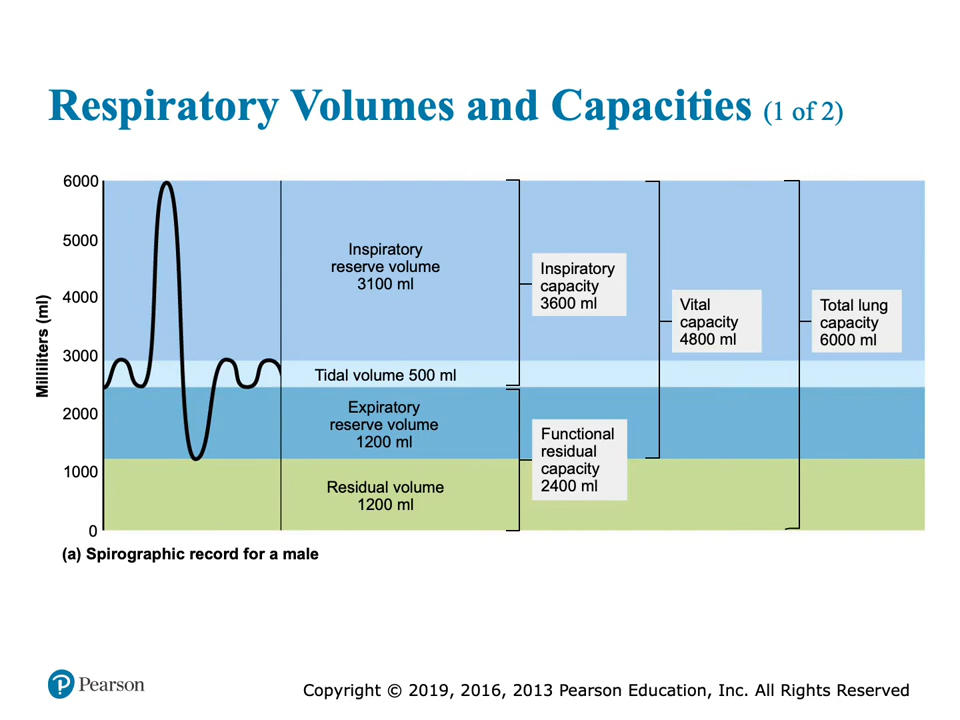 Respiratory Volumes and Capacities (1 of 2)
Milliliters (ml)
6000
5000
4000
3000
2000
1000
0
Inspiratory
reserve volume
3100 ml
Tidal volume 500 ml
Expiratory
reserve volume
1200 ml
Residual volume
1200 ml
Inspiratory
capacity
3600 ml
Functional
residual
capacity
2400 ml
Vital
capacity
4800 ml
Total lung
capacity
6000 ml
(a) Spirographic record for a male
P Pearson
Copyright © 2019, 2016, 2013 Pearson Education, Inc. All Rights Reserved